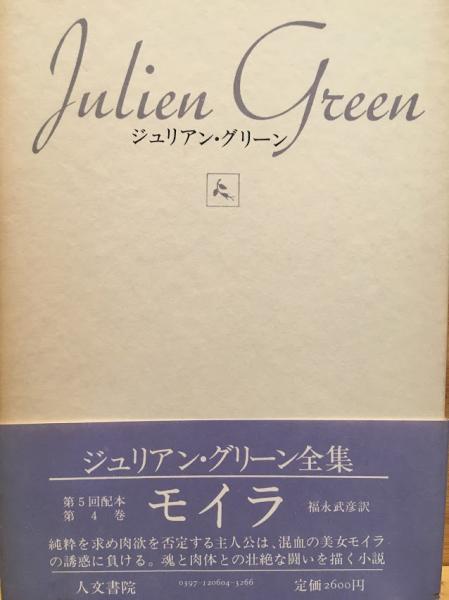 Julien Green
ジュリアン・グリーン
ジュリアン・グリーン全集
第5回配本
第4巻
モイラ
福永武彦訳
純粋を求め肉欲を否定する主人公は、混血の美女モイラ
の誘惑に負ける。魂と肉体との壮絶な闘いを描く小説
人文書院
0397-120604-3266
定価2600円